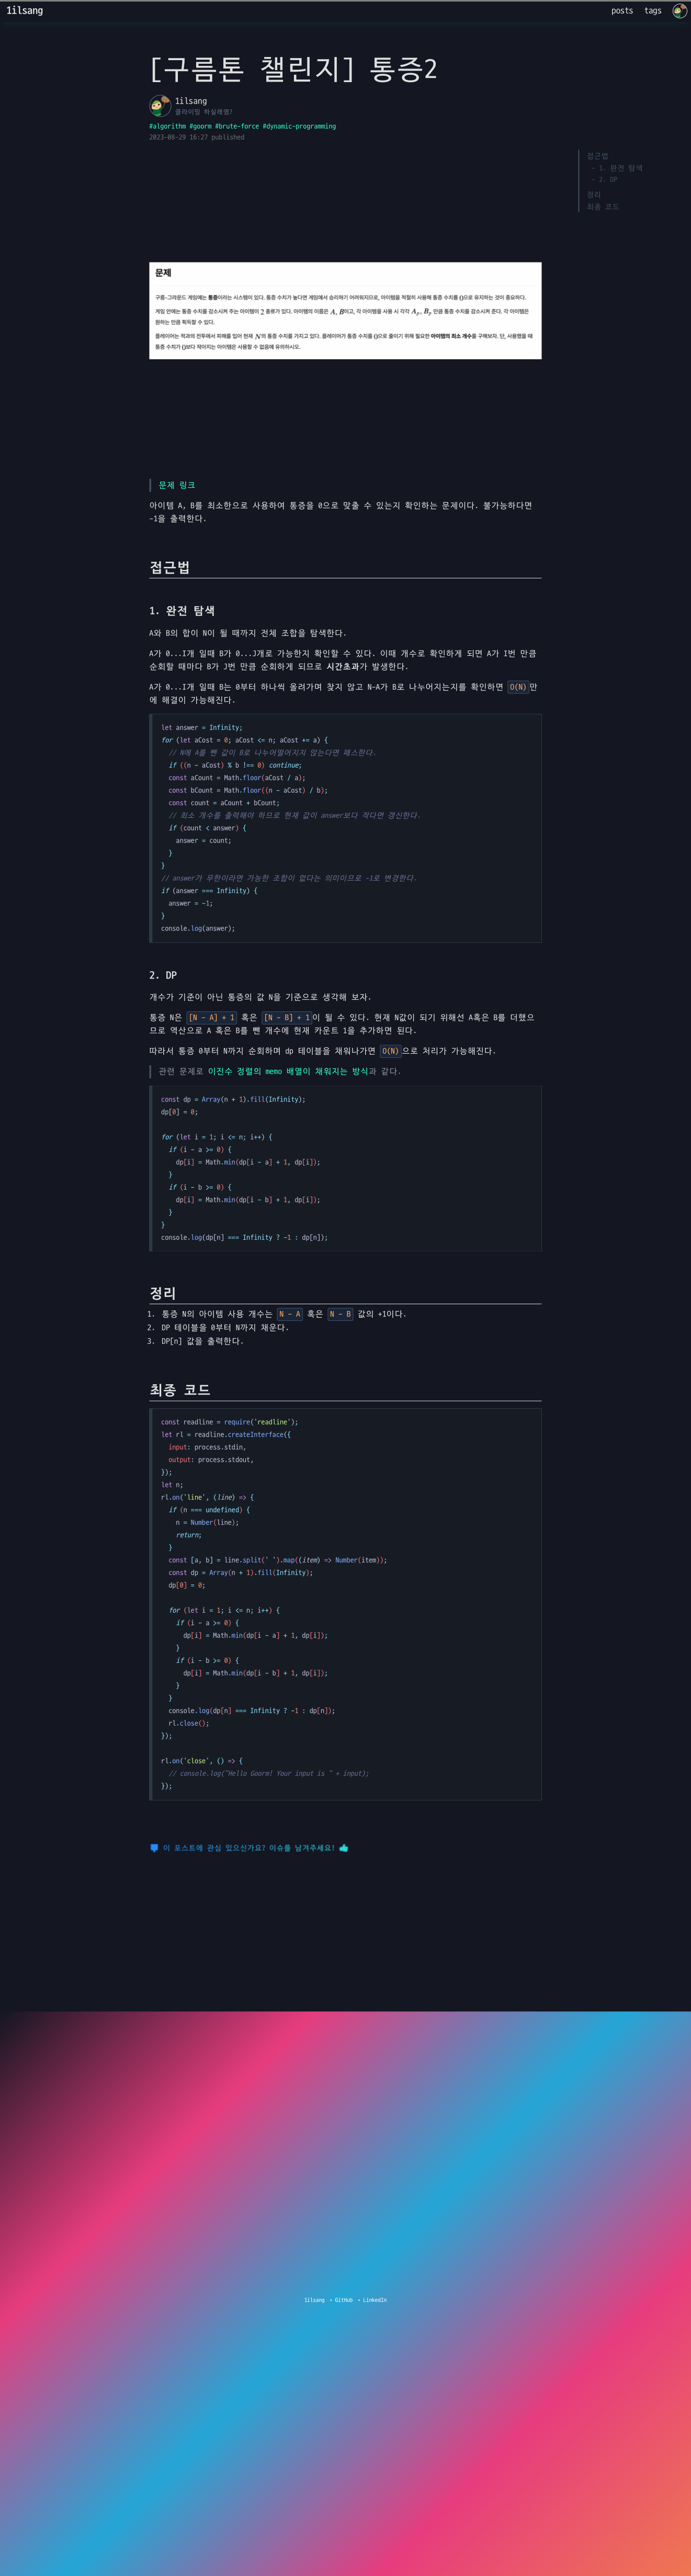 1ilsang
posts tags
[구름톤 챌린지] 통증2
1ilsang
클라이밍 하실래염?
#algorithm #goorm #brute-force #dynamic-programming
2023-08-29 16:27 published
접근법
- 1. 완전 탐색
- 2. DP
정리
최종 코드
문제
구름-그라운드 게임에는 통증이라는 시스템이 있다. 통증 수치가 높다면 게임에서 승리하기 어려워지므로, 아이템을 적절히 사용해 통증 수치를 0으로 유지하는 것이 중요하다.
게임 안에는 통증 수치를 감소시켜 주는 아이템이 2 종류가 있다. 아이템의 이름은 A, B이고, 각 아이템을 사용 시 각각 Ap, Bp 만큼 통증 수치를 감소시켜 준다. 각 아이템은
원하는 만큼 획득할 수 있다.
플레이어는 적과의 전투에서 피해를 입어 현재 N의 통증 수치를 가지고 있다. 플레이어가 통증 수치를 0으로 줄이기 위해 필요한 아이템의 최소 개수를 구해보자. 단, 사용했을 때
통증 수치가 0보다 작아지는 아이템은 사용할 수 없음에 유의하시오.
문제 링크
아이템 A, B를 최소한으로 사용하여 통증을 0으로 맞출 수 있는지 확인하는 문제이다. 불가능하다면
-1을 출력한다.
접근법
1. 완전 탐색
A와 B의 합이 N이 될 때까지 전체 조합을 탐색한다.
A가 0...I개 일때 B가 0...J개로 가능한지 확인할 수 있다. 이때 개수로 확인하게 되면 A가 I번 만큼
순회할 때마다 B가 J번 만큼 순회하게 되므로 시간초과가 발생한다.
A가 0...I개 일때 B는 0부터 하나씩 올려가며 찾지 않고 N-A가 B로 나누어지는지를 확인하면 O(N)만
에 해결이 가능해진다.
let answer = Infinity;
for (let aCost = 0; aCost <= n; aCost += a) {
// N에 A를 뺀 값이 B로 나누어떨어지지 않는다면 패스한다.
if ((n - aCost) % b !== 0) continue;
const aCount = Math.floor(aCost / a);
const bCount = Math.floor((n - aCost) / b);
const count = aCount + bCount;
// 최소 개수를 출력해야 하므로 현재 값이 answer보다 작다면 갱신한다.
if (count < answer) {
answer = count;
}
}
// answer가 무한이라면 가능한 조합이 없다는 의미이므로 -1로 변경한다.
if (answer === Infinity) {
answer = -1;
}
console.log(answer);
2. DP
개수가 기준이 아닌 통증의 값 N을 기준으로 생각해 보자.
통증 N은 [N - A] + 1 혹은 [N - B] + 1이 될 수 있다. 현재 N값이 되기 위해선 A혹은 B를 더했으
므로 역산으로 A 혹은 B를 뺀 개수에 현재 카운트 1을 추가하면 된다.
따라서 통증 0부터 N까지 순회하며 dp 테이블을 채워나가면 O(N)으로 처리가 가능해진다.
관련 문제로 이진수 정렬의 memo 배열이 채워지는 방식과 같다.
const dp = Array(n + 1).fill(Infinity);
dp[0] = 0;
for (let i = 1; i <= n; i++) {
if (i - a >= 0) {
dp[i] = Math.min(dp[i - a] + 1, dp[i]);
}
if (i - b >= 0) {
dp[i] = Math.min(dp[i - b] + 1, dp[i]);
}
}
console.log(dp[n] === Infinity ? -1 : dp[n]);
정리
1. 통증 N의 아이템 사용 개수는 N - A 혹은 N - B 값의 +1이다.
2. DP 테이블을 0부터 N까지 채운다.
3. DP[n] 값을 출력한다.
최종 코드
const readline = require('readline');
let rl = readline.createInterface({
input: process.stdin,
output: process.stdout,
});
let n;
rl.on('line', (line) => {
if (n === undefined) {
n = Number(line);
return;
}
const [a, b] = line.split(' ').map((item) => Number(item));
const dp = Array(n + 1).fill(Infinity);
dp[0] = 0;
for (let i = 1; i <= n; i++) {
if (i - a >= 0) {
dp[i] = Math.min(dp[i - a] + 1, dp[i]);
}
if (i - b >= 0) {
dp[i] = Math.min(dp[i - b] + 1, dp[i]);
}
}
console.log(dp[n] === Infinity ? -1 : dp[n]);
rl.close();
});
rl.on('close', () => {
// console.log("Hello Goorm! Your input is " + input);
});
이 포스트에 관심 있으신가요? 이슈를 남겨주세요!
1ilsang • GitHub • LinkedIn